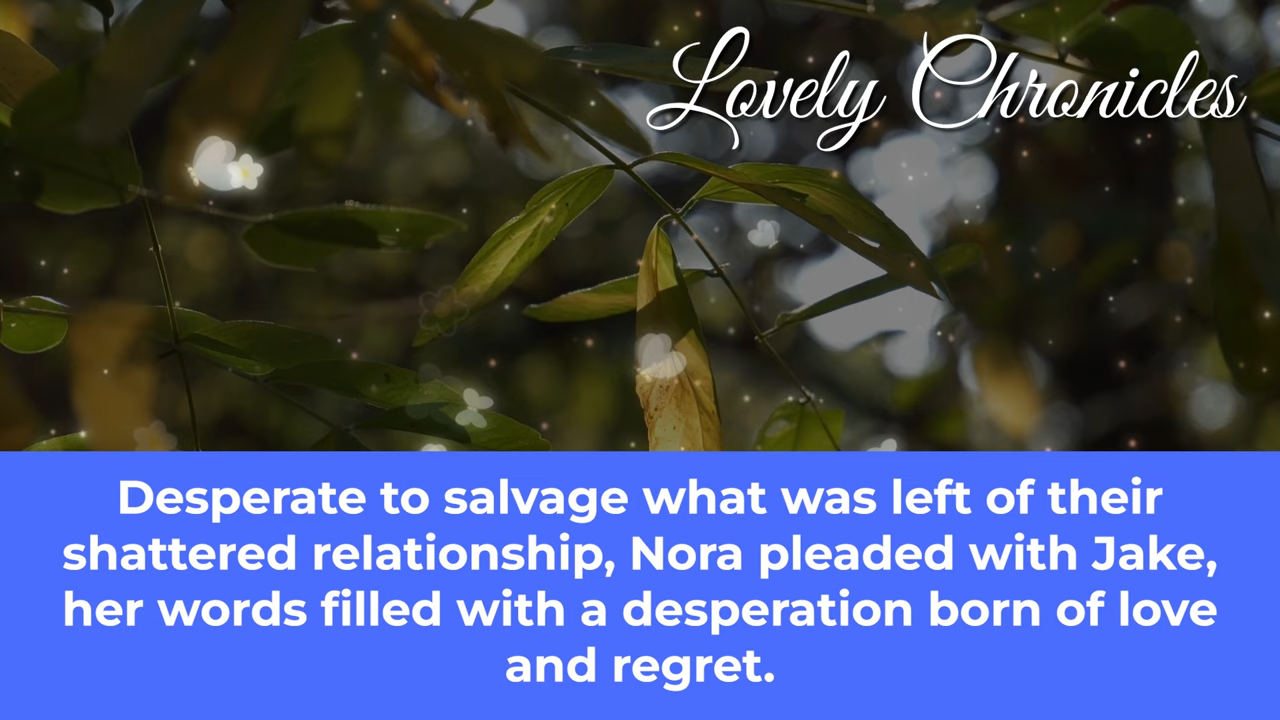 Lovely Chronicles
Desperate to salvage what was left of their
shattered relationship, Nora pleaded with Jake,
her words filled with a desperation born of love
and regret.